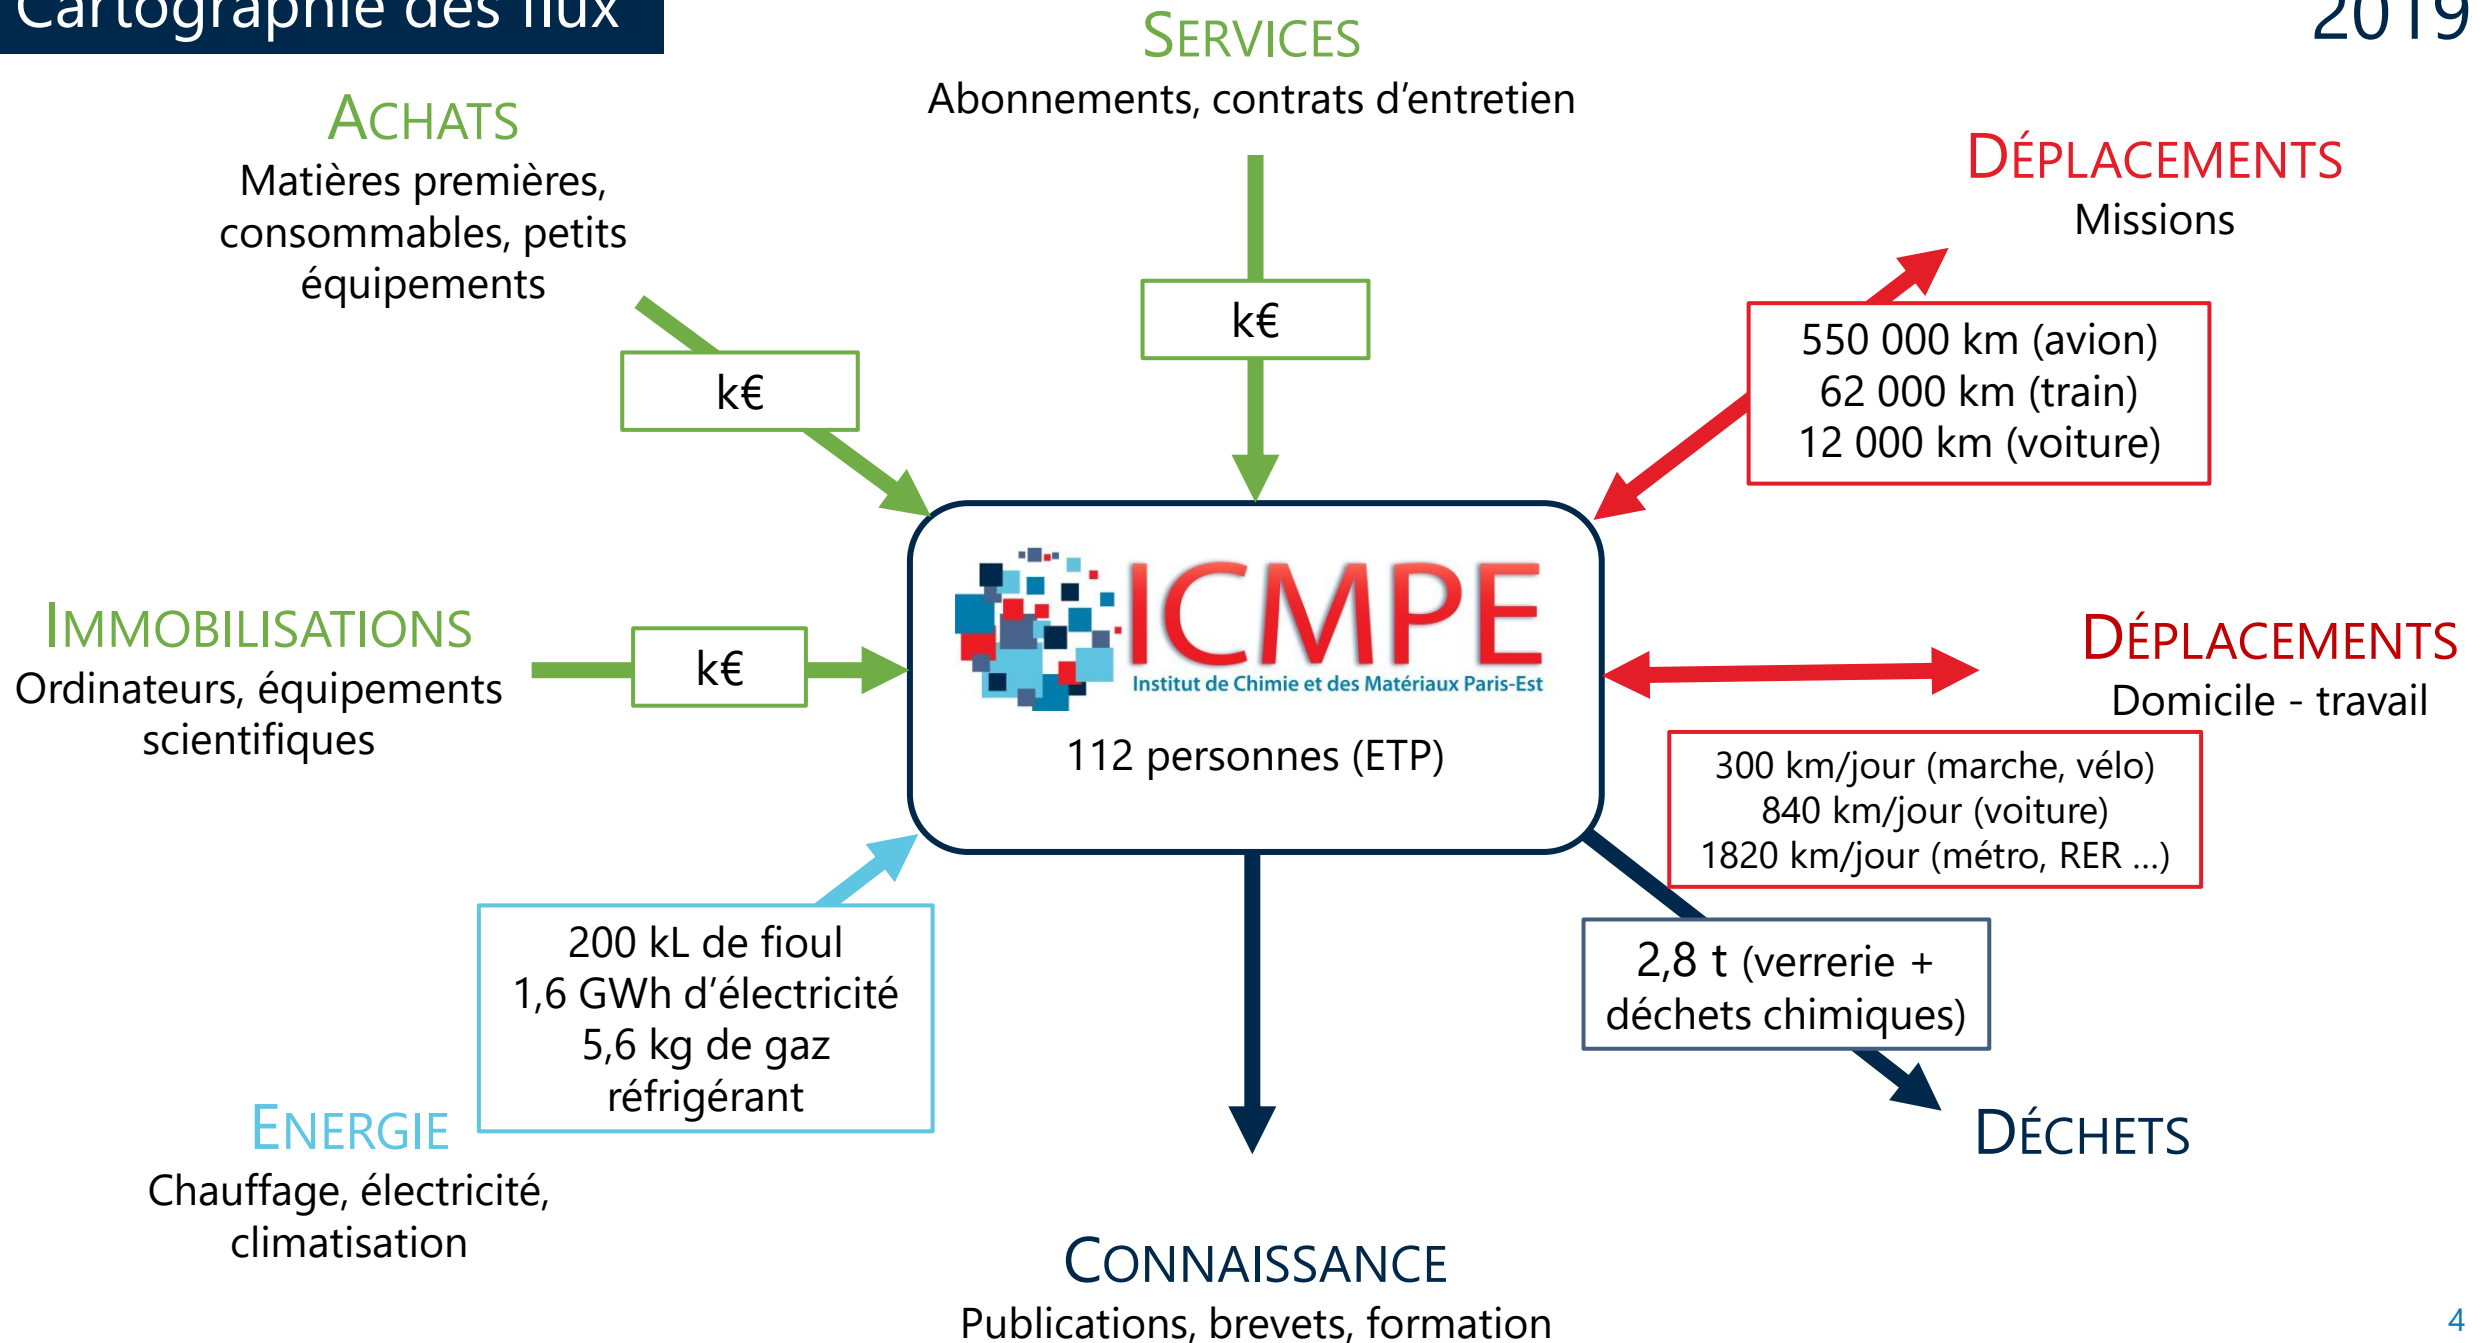 Cartographie des flux
2019
SERVICES
Abonnements, contrats d’entretien
ACHATS
Matières premières,
consommables, petits
équipements
k€
k€
DÉPLACEMENTS
Missions
550 000 km (avion)
62 000 km (train)
12 000 km (voiture)
IMMOBILISATIONS
Ordinateurs, équipements
scientifiques
k€
ICMPE
Institut de Chimie et des Matériaux Paris-Est
112 personnes (ETP)
DÉPLACEMENTS
Domicile - travail
300 km/jour (marche, vélo)
840 km/jour (voiture)
1820 km/jour (métro, RER ...)
200 kL de fioul
1,6 GWh d’électricité
5,6 kg de gaz
réfrigérant
ENERGIE
Chauffage, électricité,
climatisation
2,8 t (verrerie +
déchets chimiques)
DÉCHETS
CONNAISSANCE
Publications, brevets, formation
4